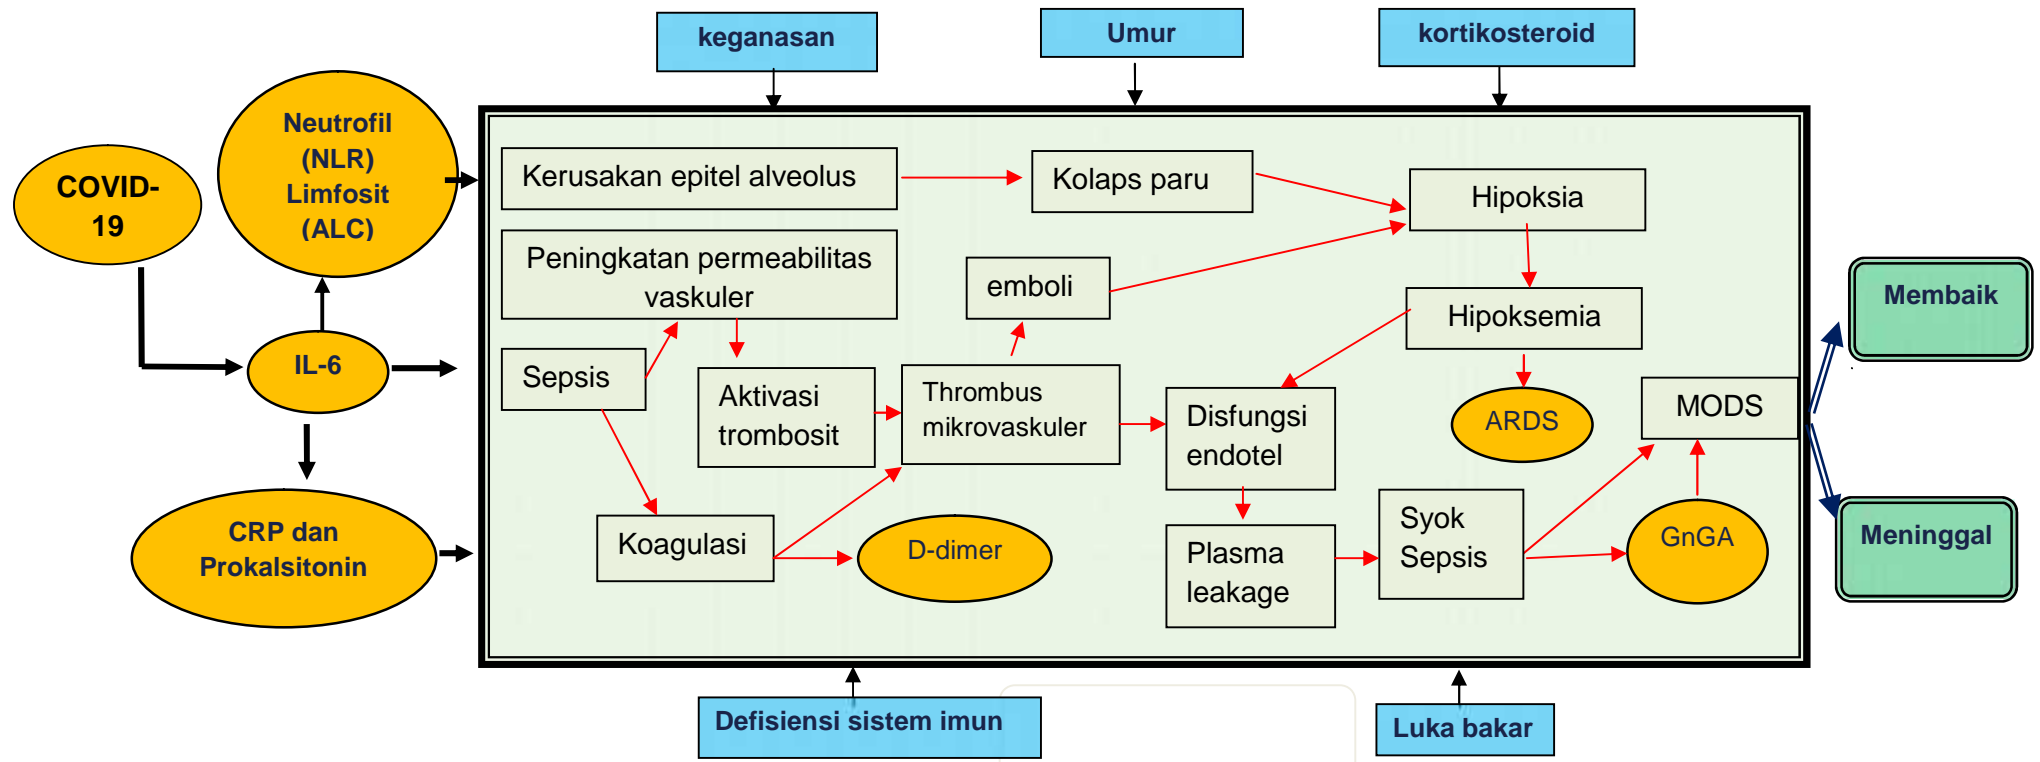 keganasan
Umur
kortikosteroid
Neutrofil
(NLR)
Limfosit
(ALC)
COVID-
19
IL-6
CRP dan
Prokalsitonin
Kerusakan epitel alveolus
Kolaps paru
Hipoksia
Peningkatan permeabilitas
vaskuler
emboli
Hipoksemia
Sepsis
Aktivasi
trombosit
Thrombus
mikrovaskuler
Disfungsi
endotel
ARDS
MODS
Koagulasi
D-dimer
Plasma
leakage
Syok
Sepsis
GnGA
Membaik
Meninggal
Defisiensi sistem imun
Luka bakar